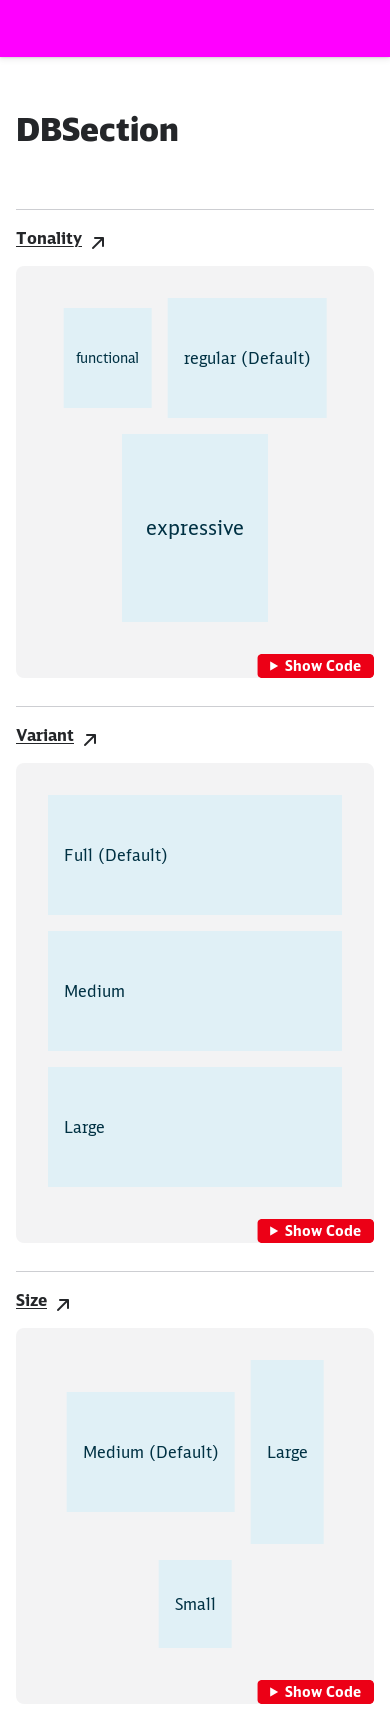 DBSection
Tonality
functional
regular (Default)
expressive
Show Code
Variant
Full (Default)
Medium
Large
Show Code
Size
Medium (Default)
Large
Small
Show Code